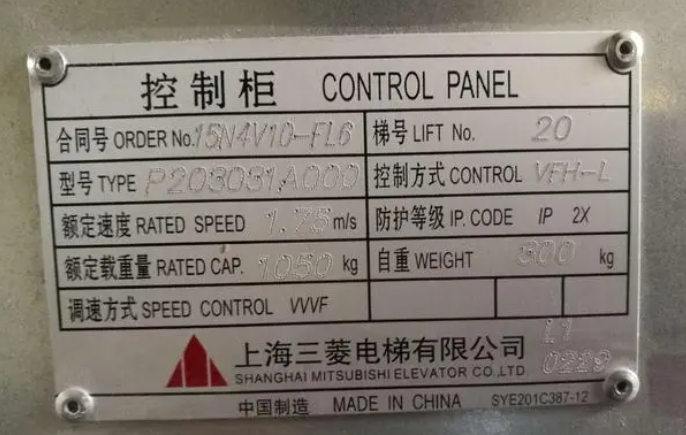 控制柜 CONTROL PANEL
合同号 ORDER No. 15N4V10-FL6 梯号 LIFT No. 20
型号 TYPE P203031A000 控制方式 CONTROL VFH-L
额定速度 RATED SPEED 1.75 m/s 防护等级 IP. CODE IP 2X
额定载重量 RATED CAP. 1050 kg 自重 WEIGHT 300 kg
调速方式 SPEED CONTROL VVVF
上海三菱电梯有限公司 L1
SHANGHAI MITSUBISHI ELEVATOR CO.,LTD. 0229
中国制造 MADE IN CHINA SYE201C387-12